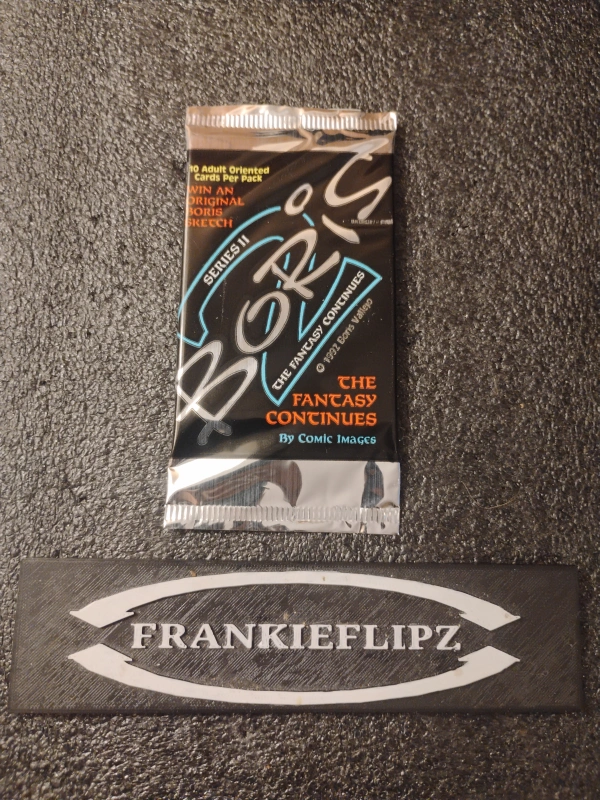 10 Adult Oriented
Cards Per Pack
WIN AN
ORIGINAL
BORIS
SKETCH
SERIES II
BORIS
THE FANTASY CONTINUES
© 1992 Boris Vallejo
THE
FANTASY
CONTINUES
By Comic Images
FRANKIEFLIPZ